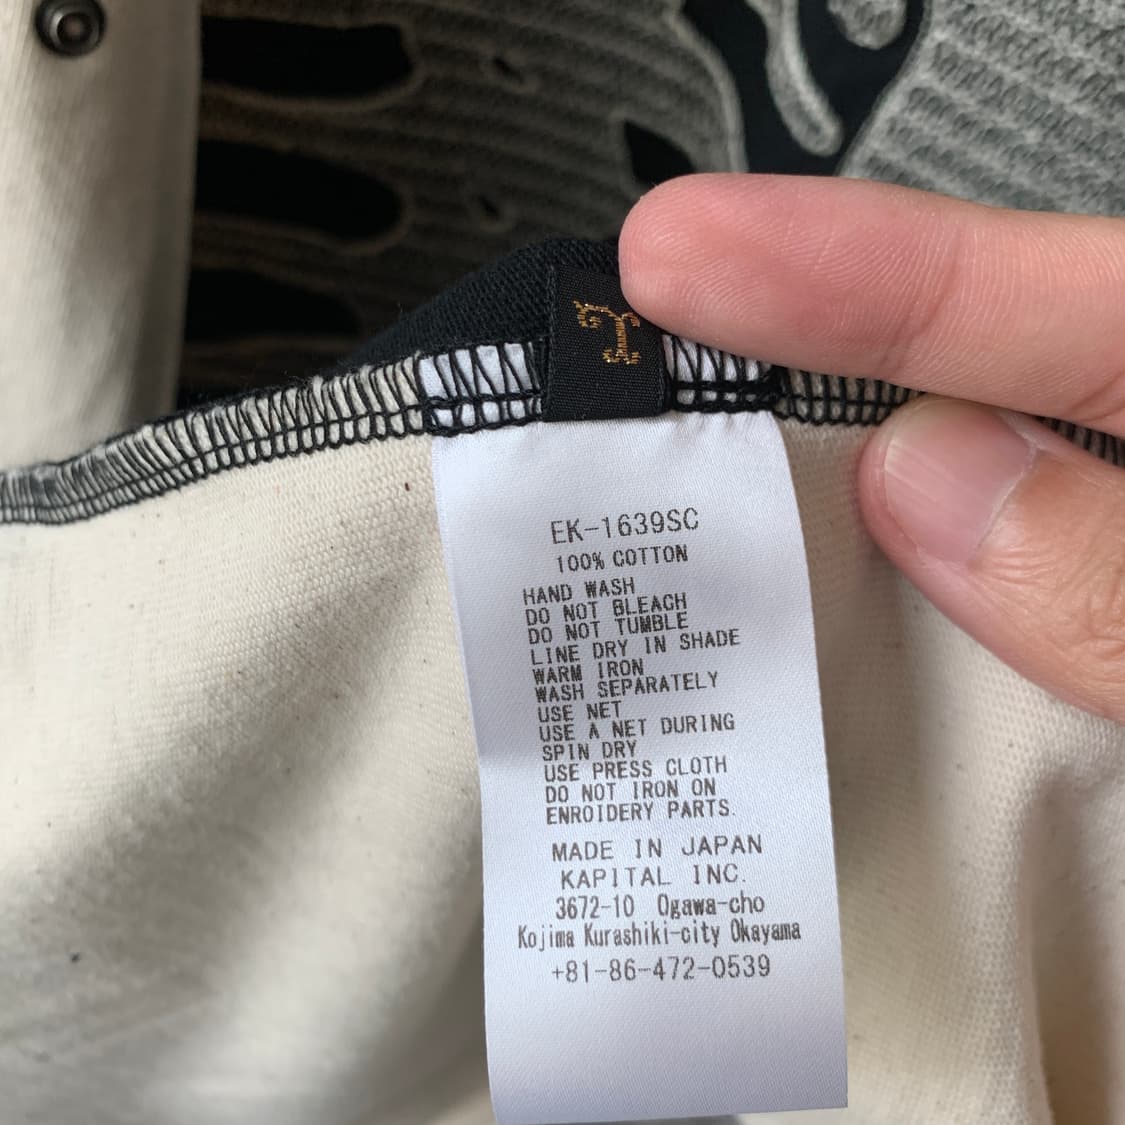 EK-1639SC
100% COTTON
HAND WASH
DO NOT BLEACH
DO NOT TUMBLE
LINE DRY IN SHADE
WARM IRON
WASH SEPARATELY
USE NET
USE A NET DURING
SPIN DRY
USE PRESS CLOTH
DO NOT IRON ON
ENROIDERY PARTS.
MADE IN JAPAN
KAPITAL INC.
3672-10 Ogawa-cho
Kojima Kurashiki-city Okayama
+81-86-472-0539